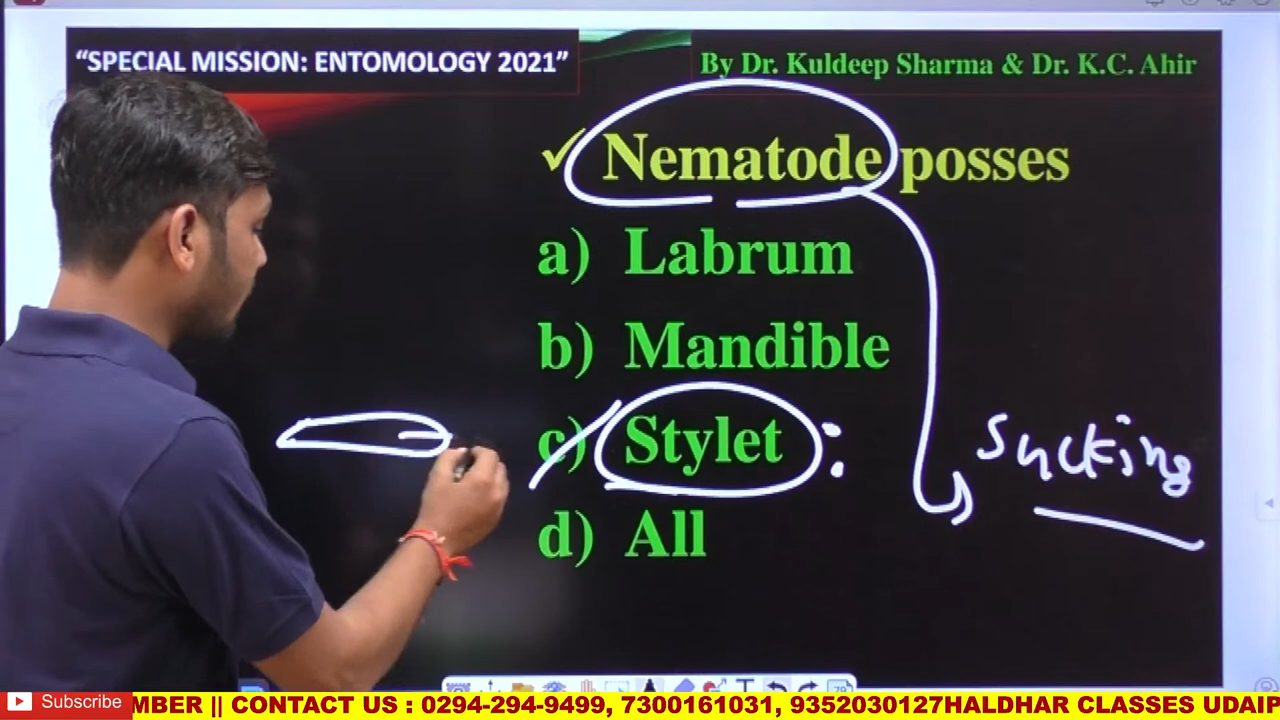 “SPECIAL MISSION: ENTOMOLOGY 2021”
By Dr. Kuldeep Sharma & Dr. K.C. Ahir
✓ Nematode posses
a) Labrum
b) Mandible
c) Stylet :
d) All
Sucking
Subscribe
MBER || CONTACT US : 0294-294-9499, 7300161031, 9352030127HALDHAR CLASSES UDAIP